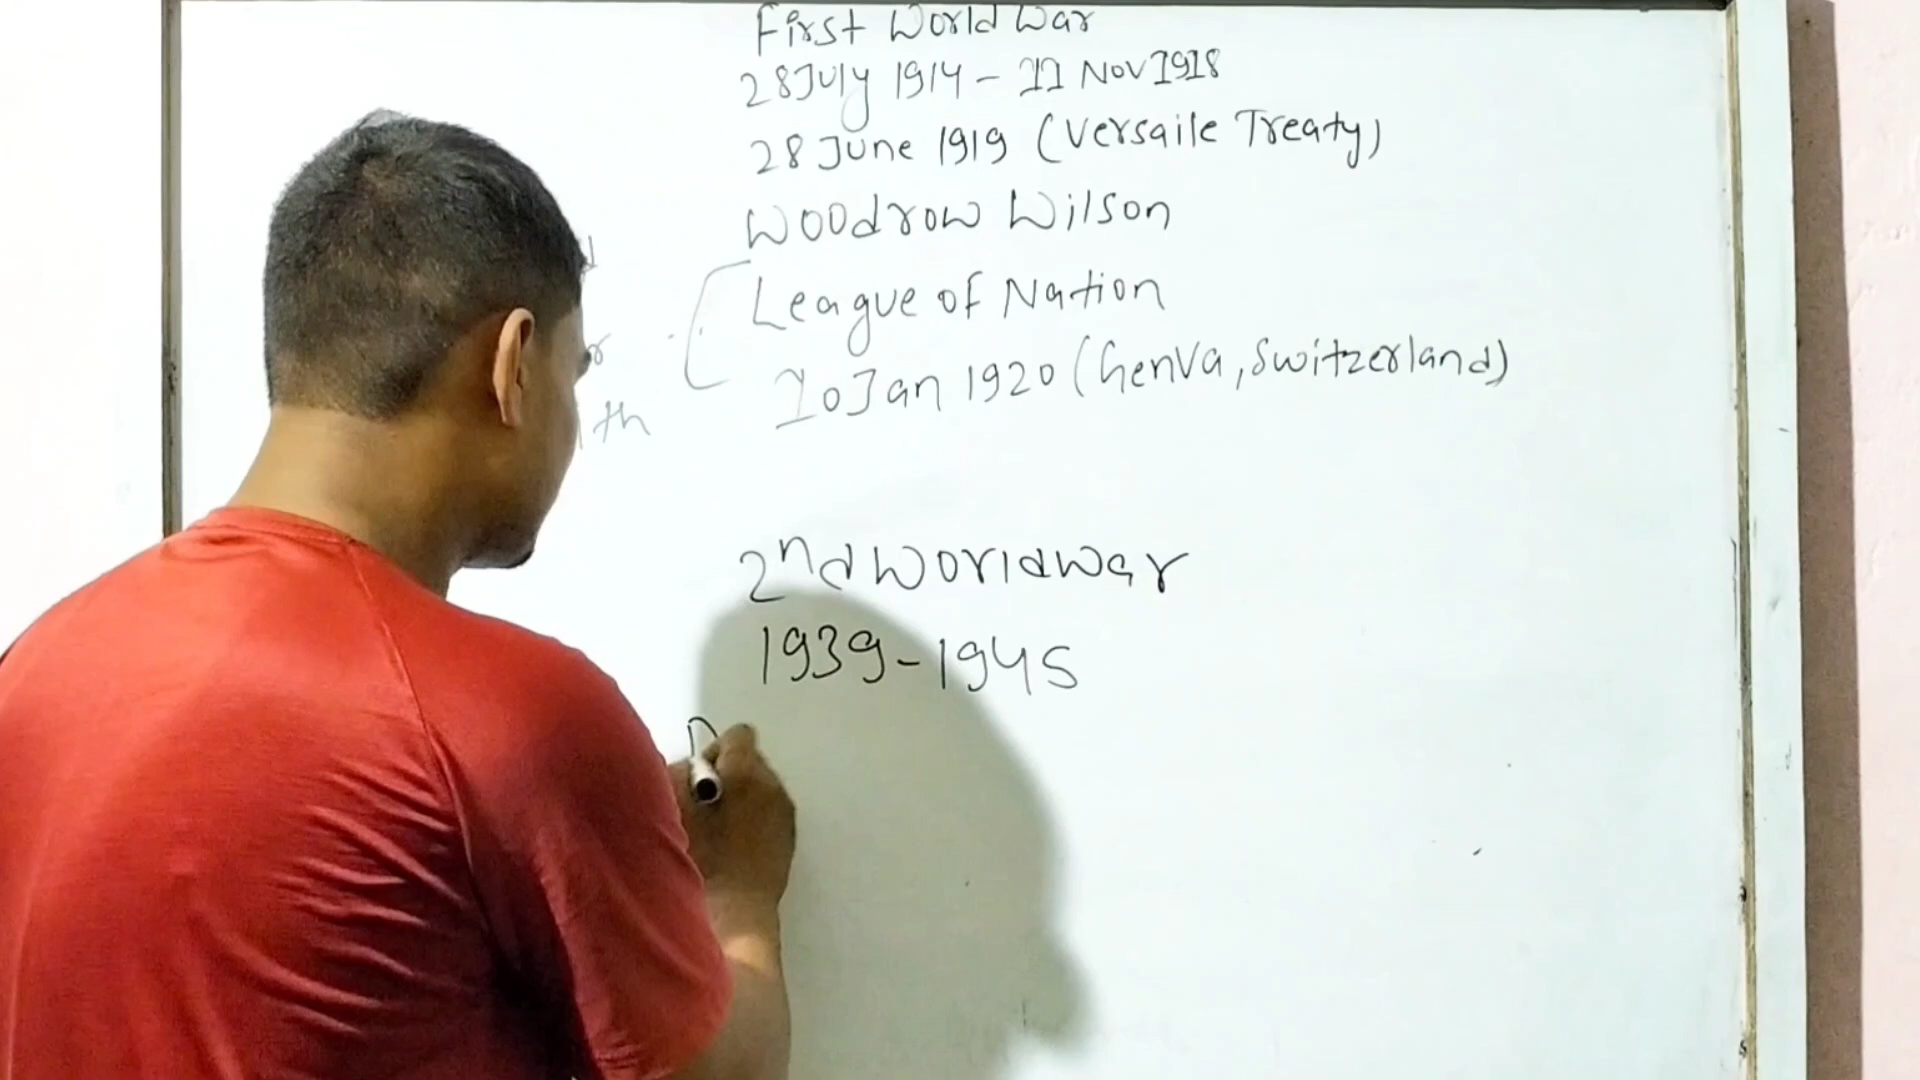 First World War
28 July 1914 - 11 Nov 1918
28 June 1919 (Versaile Treaty)
Woodrow Wilson
League of Nation
10 Jan 1920 (GenVa, Switzerland)
th
2nd World War
1939-1945